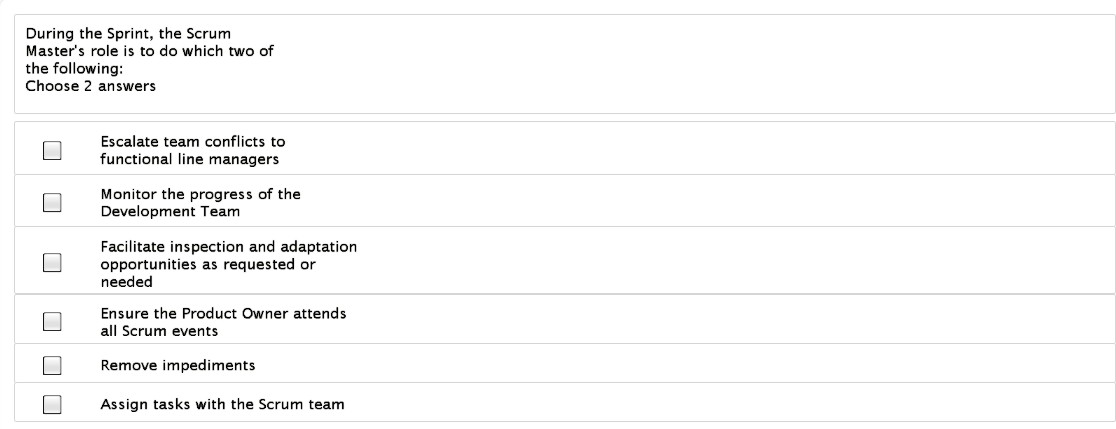 During the Sprint, the Scrum
Master's role is to do which two of
the following:
Choose 2 answers
Escalate team conflicts to
functional line managers
Monitor the progress of the
Development Team
Facilitate inspection and adaptation
opportunities as requested or
needed
Ensure the Product Owner attends
all Scrum events
Remove impediments
Assign tasks with the Scrum team